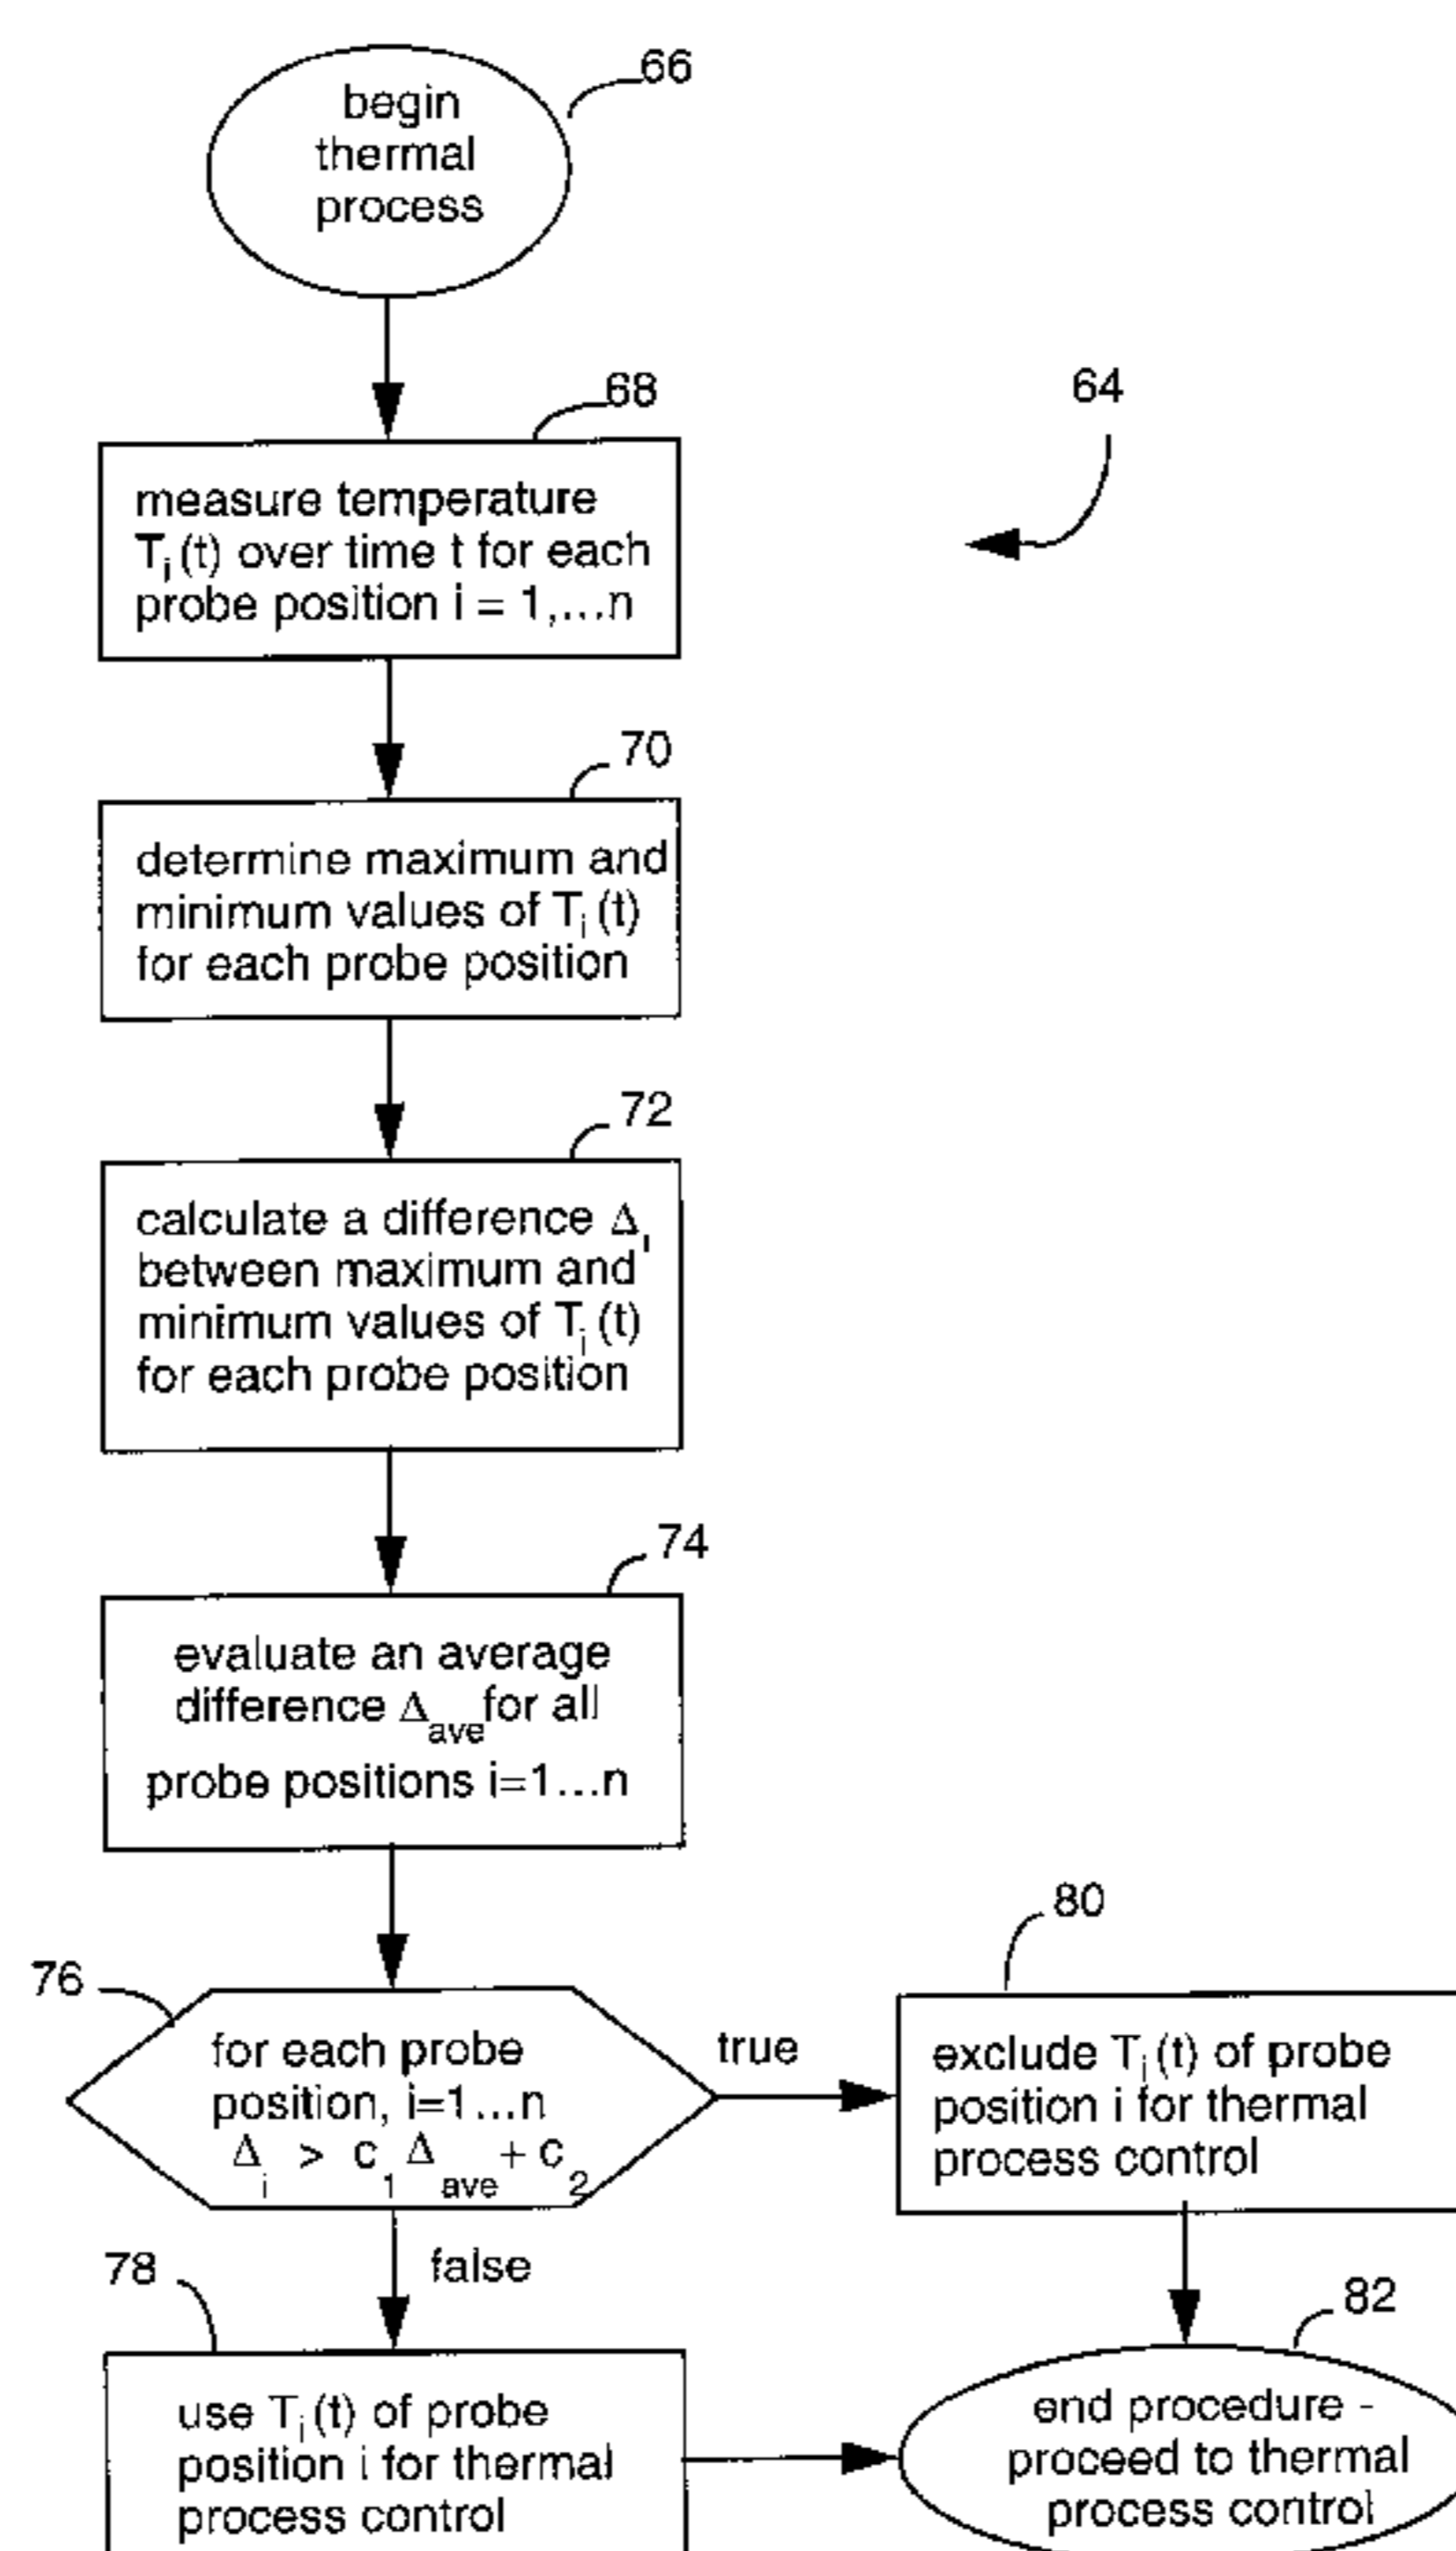 66
begin
thermal
process
64
68
measure temperature
Tᵢ(t) over time t for each
probe position i = 1,...n
70
determine maximum and
minimum values of Tᵢ(t)
for each probe position
72
calculate a difference Δᵢ
between maximum and
minimum values of Tᵢ(t)
for each probe position
74
evaluate an average
difference Δave for all
probe positions i=1...n
76
for each probe
position, i=1...n
Δᵢ > c₁ Δave + c₂
true
80
exclude Tᵢ(t) of probe
position i for thermal
process control
false
78
use Tᵢ(t) of probe
position i for thermal
process control
82
end procedure -
proceed to thermal
process control